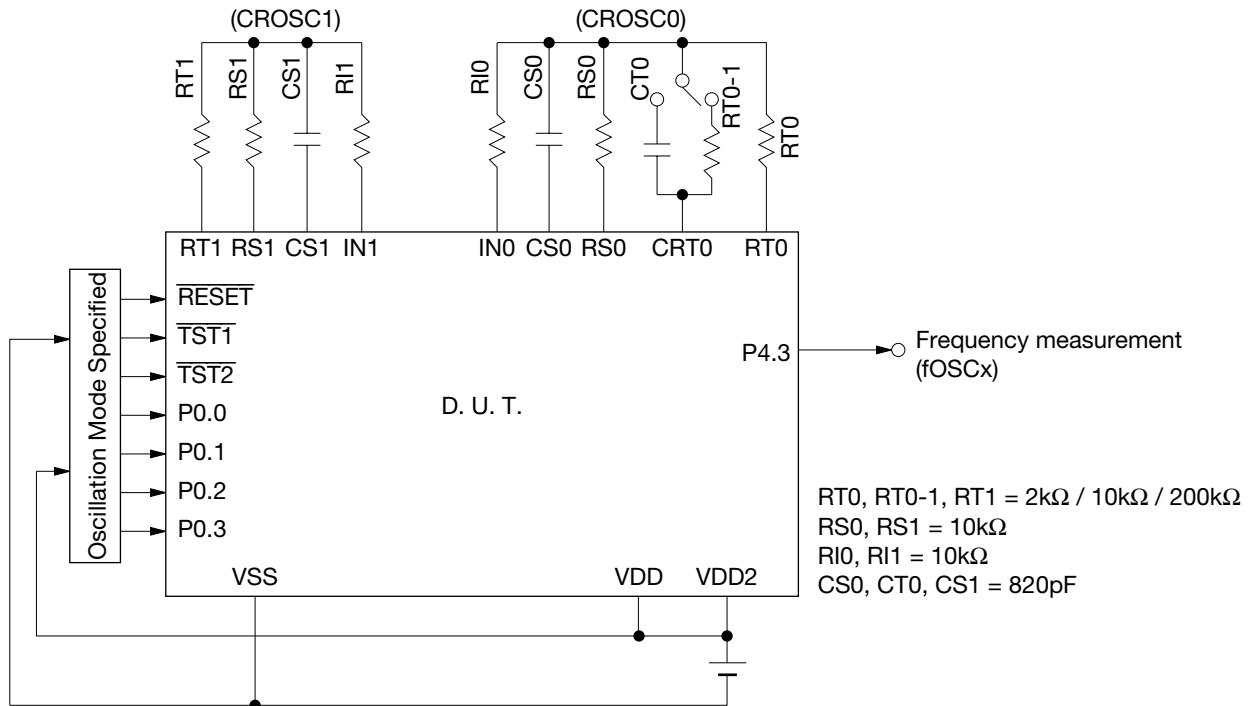 (CROSC1)
(CROSC0)
RT1
RS1
CS1
RI1
RI0
CS0
RS0
CT0
RT0-1
RT0
RT1 RS1 CS1 IN1 IN0 CS0 RS0 CRT0 RT0
Oscillation Mode Specified
RESET
TST1
TST2
P0.0
P0.1
P0.2
P0.3
D. U. T.
P4.3
Frequency measurement
(fOSCx)
VSS VDD VDD2
RT0, RT0-1, RT1 = 2kΩ / 10kΩ / 200kΩ
RS0, RS1 = 10kΩ
RI0, RI1 = 10kΩ
CS0, CT0, CS1 = 820pF